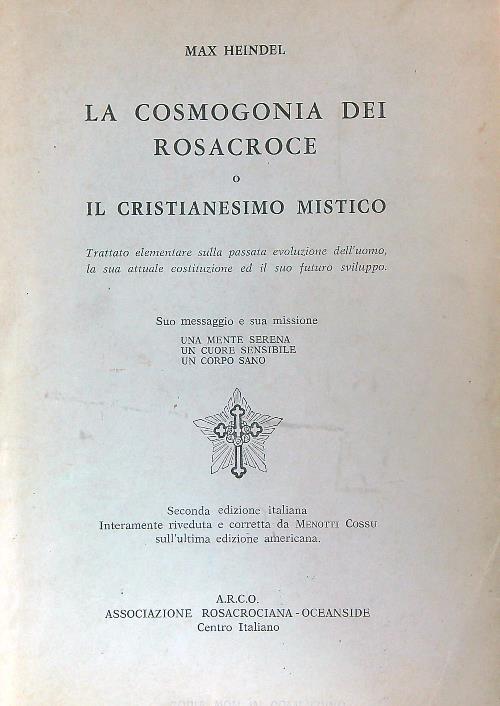 MAX HEINDEL
LA COSMOGONIA DEI
ROSACROCE
o
IL CRISTIANESIMO MISTICO
Trattato elementare sulla passata evoluzione dell'uomo,
la sua attuale costituzione ed il suo futuro sviluppo.
Suo messaggio e sua missione
UNA MENTE SERENA
UN CUORE SENSIBILE
UN CORPO SANO
Seconda edizione italiana
Interamente riveduta e corretta da MENOTTI COSSU
sull'ultima edizione americana.
A.R.C.O.
ASSOCIAZIONE ROSACROCIANA - OCEANSIDE
Centro Italiano